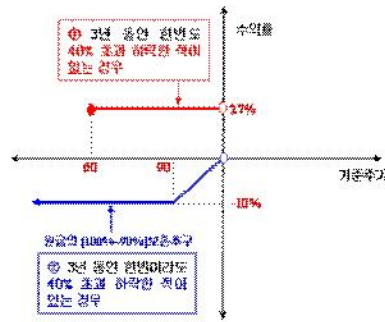 수익률
① 3년 동안 한번도
40% 초과 하락한 적이
없는 경우
27%
60
90
기준주가
-10%
② 3년 동안 한번이라도
40% 초과 하락한 적이
있는 경우